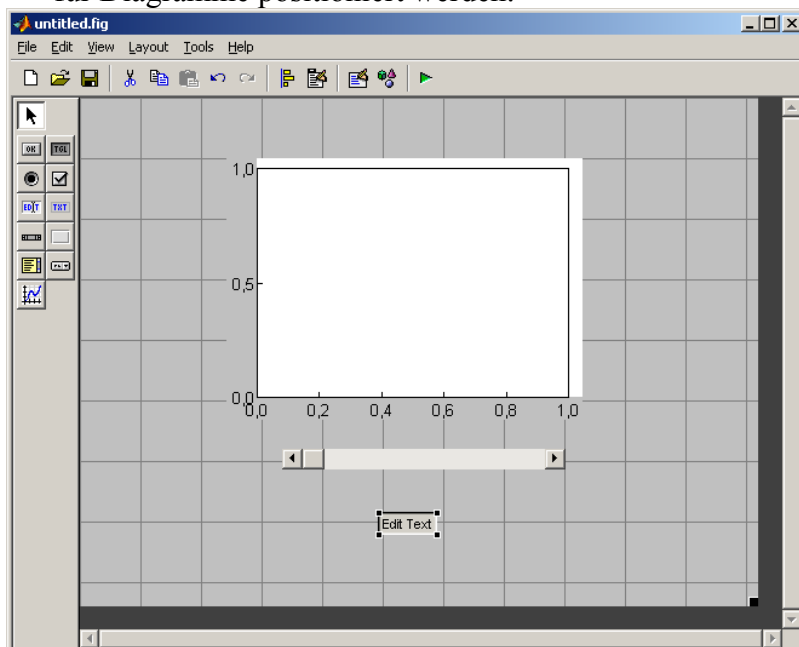 für Diagramme positioniert werden.
untitled.fig
File Edit View Layout Tools Help
OK TGL
EDIT TXT
1,0
0,5
0,0
0,0 0,2 0,4 0,6 0,8 1,0
Edit Text